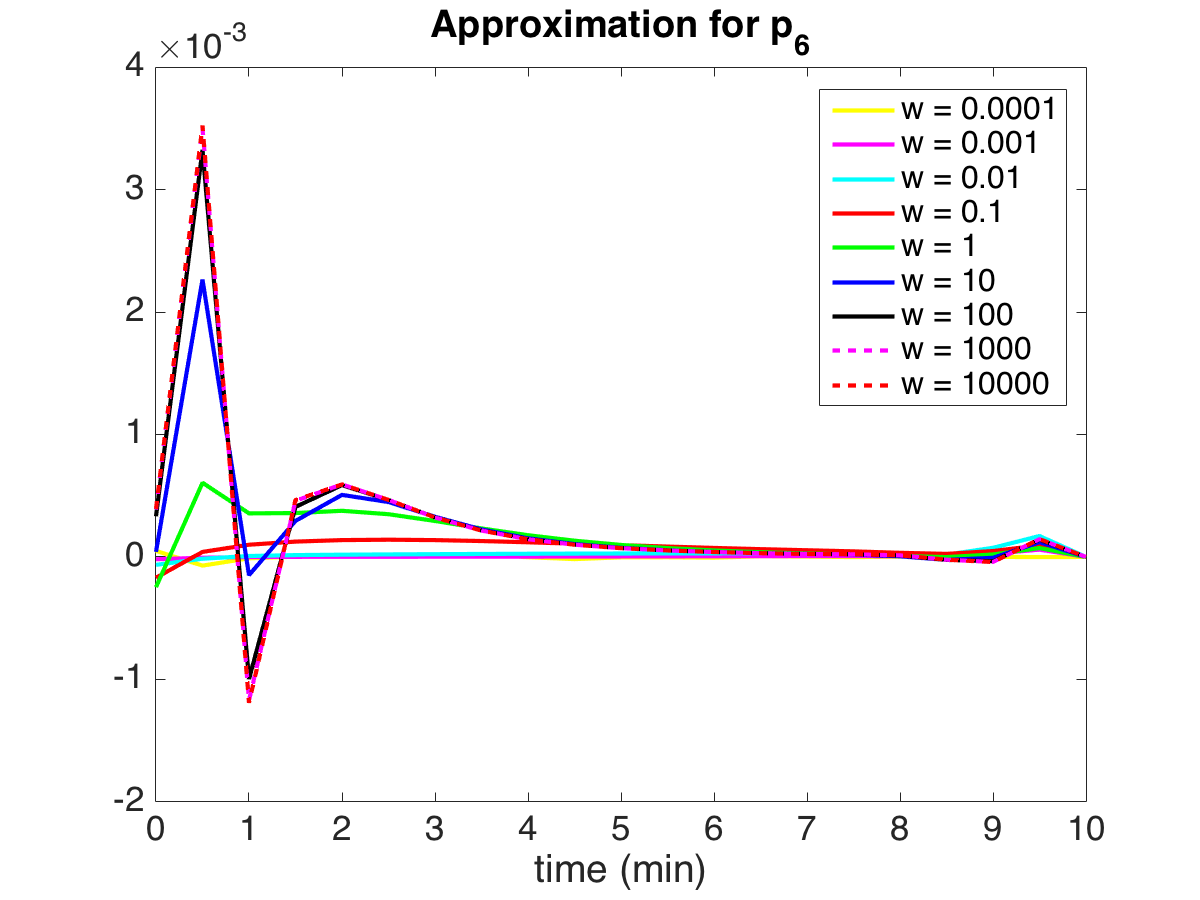 Approximation for p₆
×10⁻³
4
3
2
1
0
-1
-2
0 1 2 3 4 5 6 7 8 9 10
time (min)
w = 0.0001
w = 0.001
w = 0.01
w = 0.1
w = 1
w = 10
w = 100
w = 1000
w = 10000